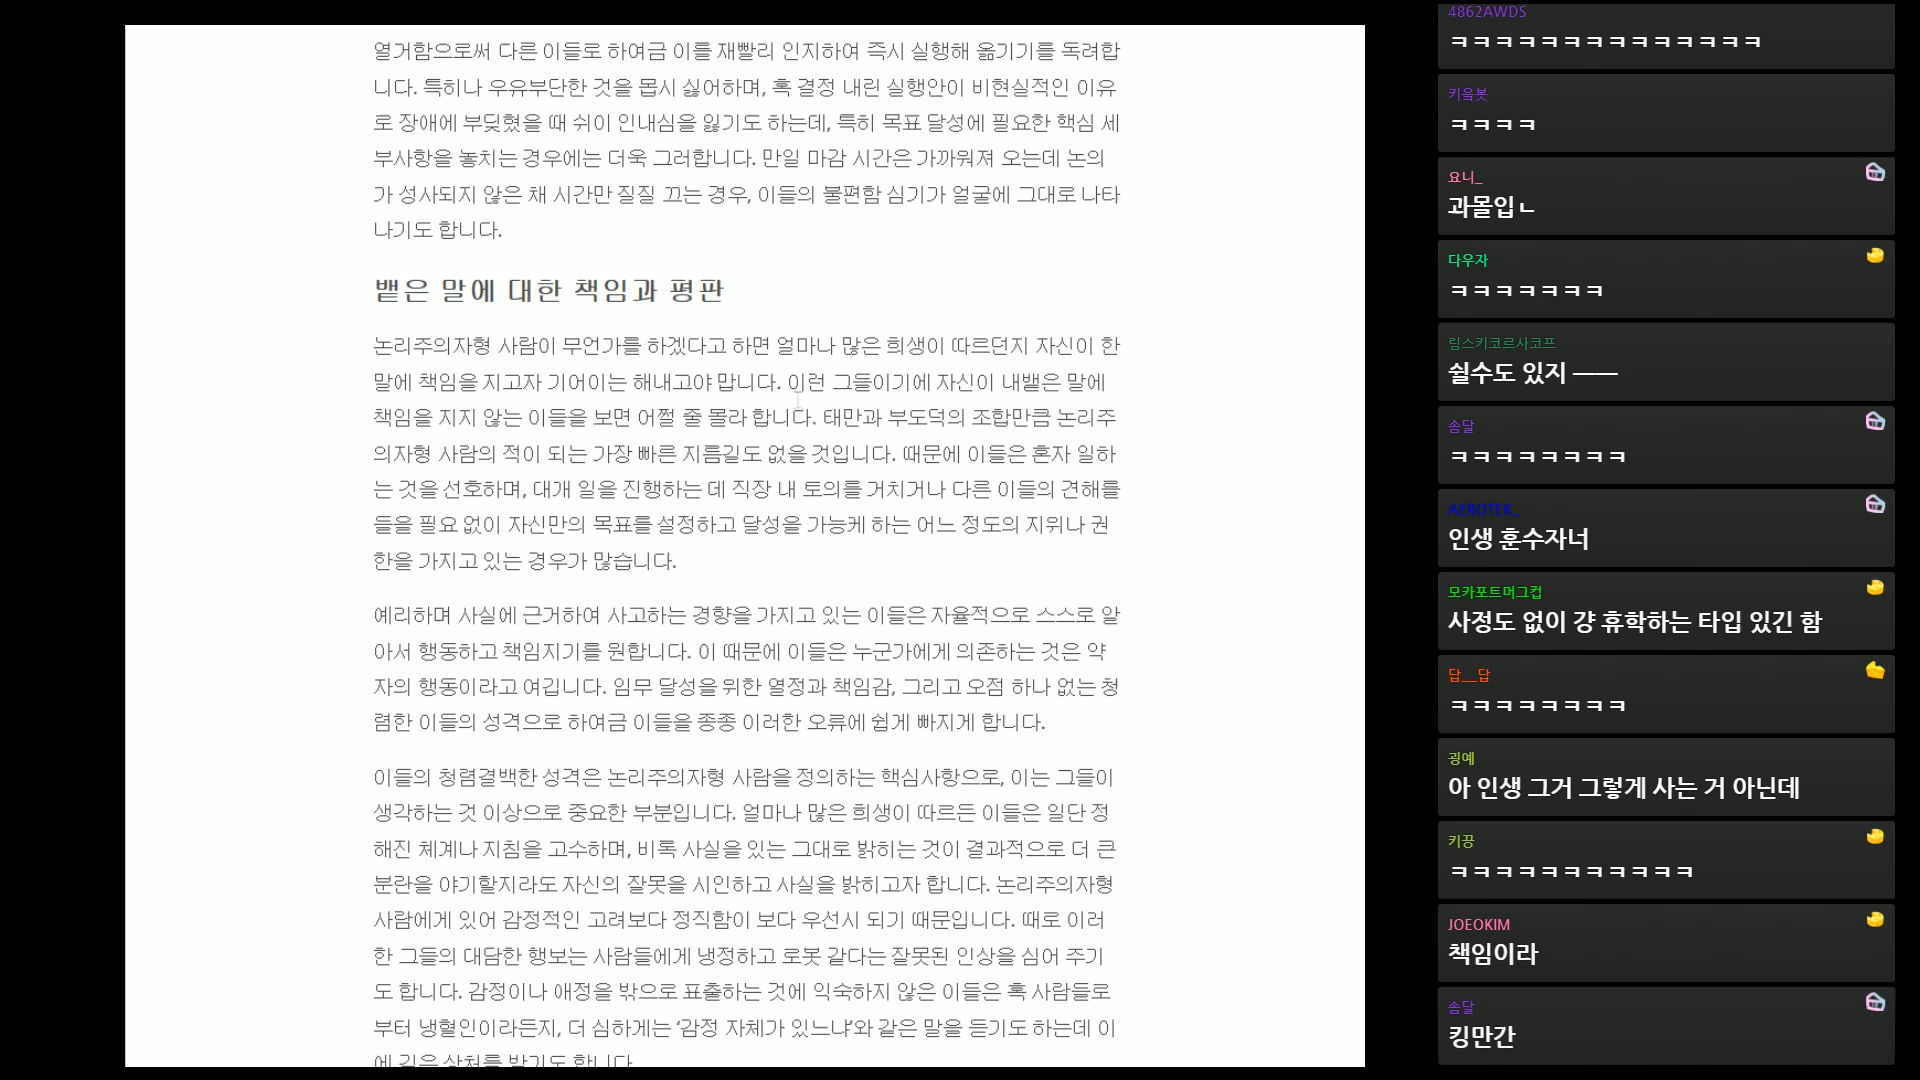 열거함으로써 다른 이들로 하여금 이를 재빨리 인지하여 즉시 실행해 옮기기를 독려합
니다. 특히나 우유부단한 것을 몹시 싫어하며, 혹 결정 내린 실행안이 비현실적인 이유
로 장애에 부딪혔을 때 쉬이 인내심을 잃기도 하는데, 특히 목표 달성에 필요한 핵심 세
부사항을 놓치는 경우에는 더욱 그러합니다. 만일 마감 시간은 가까워져 오는데 논의
가 성사되지 않은 채 시간만 질질 끄는 경우, 이들의 불편함 심기가 얼굴에 그대로 나타
나기도 합니다.
뱉은 말에 대한 책임과 평판
논리주의자형 사람이 무언가를 하겠다고 하면 얼마나 많은 희생이 따르던지 자신이 한
말에 책임을 지고자 기어이는 해내고야 맙니다. 이런 그들이기에 자신이 내뱉은 말에
책임을 지지 않는 이들을 보면 어쩔 줄 몰라 합니다. 태만과 부도덕의 조합만큼 논리주
의자형 사람의 적이 되는 가장 빠른 지름길도 없을 것입니다. 때문에 이들은 혼자 일하
는 것을 선호하며, 대개 일을 진행하는 데 직장 내 토의를 거치거나 다른 이들의 견해를
들을 필요 없이 자신만의 목표를 설정하고 달성을 가능케 하는 어느 정도의 지위나 권
한을 가지고 있는 경우가 많습니다.
예리하며 사실에 근거하여 사고하는 경향을 가지고 있는 이들은 자율적으로 스스로 알
아서 행동하고 책임지기를 원합니다. 이 때문에 이들은 누군가에게 의존하는 것은 약
자의 행동이라고 여깁니다. 임무 달성을 위한 열정과 책임감, 그리고 오점 하나 없는 청
렴한 이들의 성격으로 하여금 이들을 종종 이러한 오류에 쉽게 빠지게 합니다.
이들의 청렴결백한 성격은 논리주의자형 사람을 정의하는 핵심사항으로, 이는 그들이
생각하는 것 이상으로 중요한 부분입니다. 얼마나 많은 희생이 따르든 이들은 일단 정
해진 체계나 지침을 고수하며, 비록 사실을 있는 그대로 밝히는 것이 결과적으로 더 큰
분란을 야기할지라도 자신의 잘못을 시인하고 사실을 밝히고자 합니다. 논리주의자형
사람에게 있어 감정적인 고려보다 정직함이 보다 우선시 되기 때문입니다. 때로 이러
한 그들의 대담한 행보는 사람들에게 냉정하고 로봇 같다는 잘못된 인상을 심어 주기
도 합니다. 감정이나 애정을 밖으로 표출하는 것에 익숙하지 않은 이들은 혹 사람들로
부터 냉혈인이라든지, 더 심하게는 ‘감정 자체가 있느냐’와 같은 말을 듣기도 하는데 이
에 깊은 상처를 받기도 합니다.
4862AWDS
ㅋㅋㅋㅋㅋㅋㅋㅋㅋㅋㅋㅋㅋㅋ
키읔봇
ㅋㅋㅋㅋ
요니_
과몰입ㄴ
다우자
ㅋㅋㅋㅋㅋㅋㅋ
림스키코르사코프
쉴수도 있지 ㅡㅡ
송달
ㅋㅋㅋㅋㅋㅋㅋㅋ
AEROTEK_
인생 훈수자너
모카포트머그컵
사정도 없이 걍 휴학하는 타입 있긴 함
답__답
ㅋㅋㅋㅋㅋㅋㅋㅋ
굉예
아 인생 그거 그렇게 사는 거 아닌데
키끙
ㅋㅋㅋㅋㅋㅋㅋㅋㅋㅋㅋ
JOEOKIM
책임이라
송달
킹만간